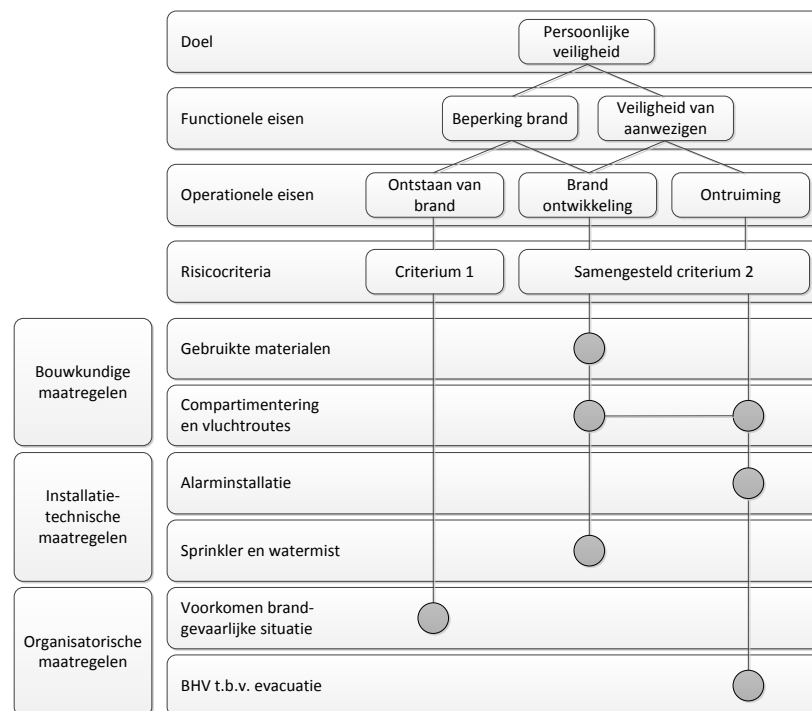 Doel
Persoonlijke
veiligheid
Functionele eisen
Beperking brand
Veiligheid van
aanwezigen
Operationele eisen
Ontstaan van
brand
Brand
ontwikkeling
Ontruiming
Risicocriteria
Criterium 1
Samengesteld criterium 2
Bouwkundige
maatregelen
Gebruikte materialen
Compartimentering
en vluchtroutes
Installatie-
technische
maatregelen
Alarminstallatie
Sprinkler en watermist
Organisatorische
maatregelen
Voorkomen brand-
gevaarlijke situatie
BHV t.b.v. evacuatie